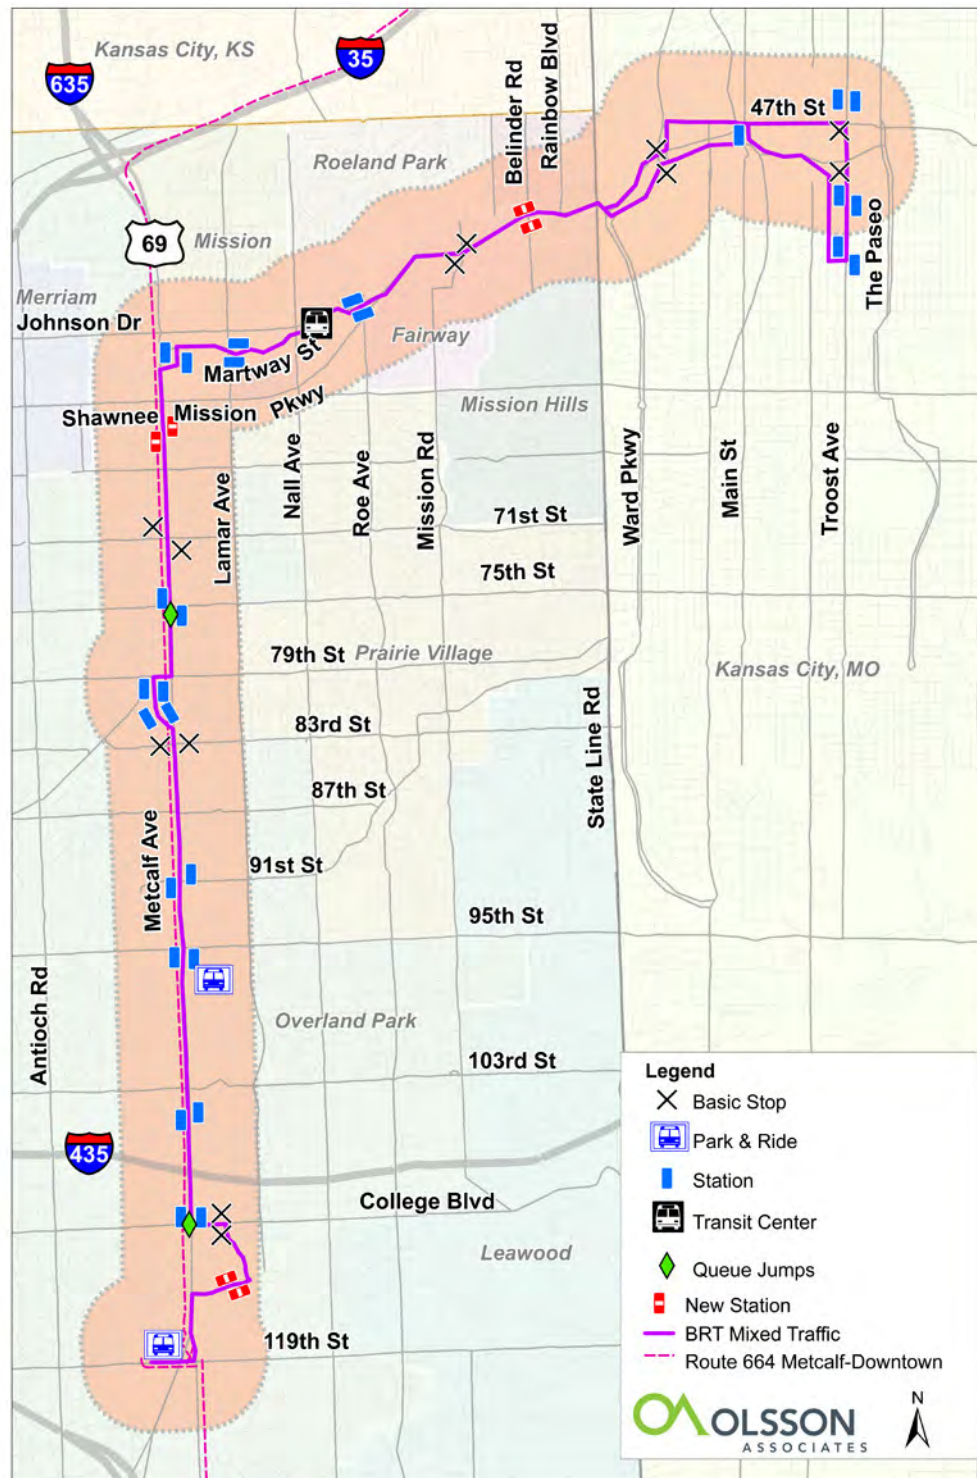 Kansas City, KS
635
35
Belinder Rd
Rainbow Blvd
47th St
Roeland Park
69
Mission
The Paseo
Merriam
Johnson Dr
Fairway
Martway St
Shawnee Mission Pkwy
Mission Hills
Lamar Ave
Nall Ave
Roe Ave
Mission Rd
Ward Pkwy
Main St
Troost Ave
71st St
75th St
79th St
Prairie Village
Kansas City, MO
83rd St
State Line Rd
87th St
Metcalf Ave
91st St
95th St
Antioch Rd
Overland Park
103rd St
435
College Blvd
Leawood
119th St
Legend
Basic Stop
Park & Ride
Station
Transit Center
Queue Jumps
New Station
BRT Mixed Traffic
Route 664 Metcalf-Downtown
OLSSON
ASSOCIATES
N